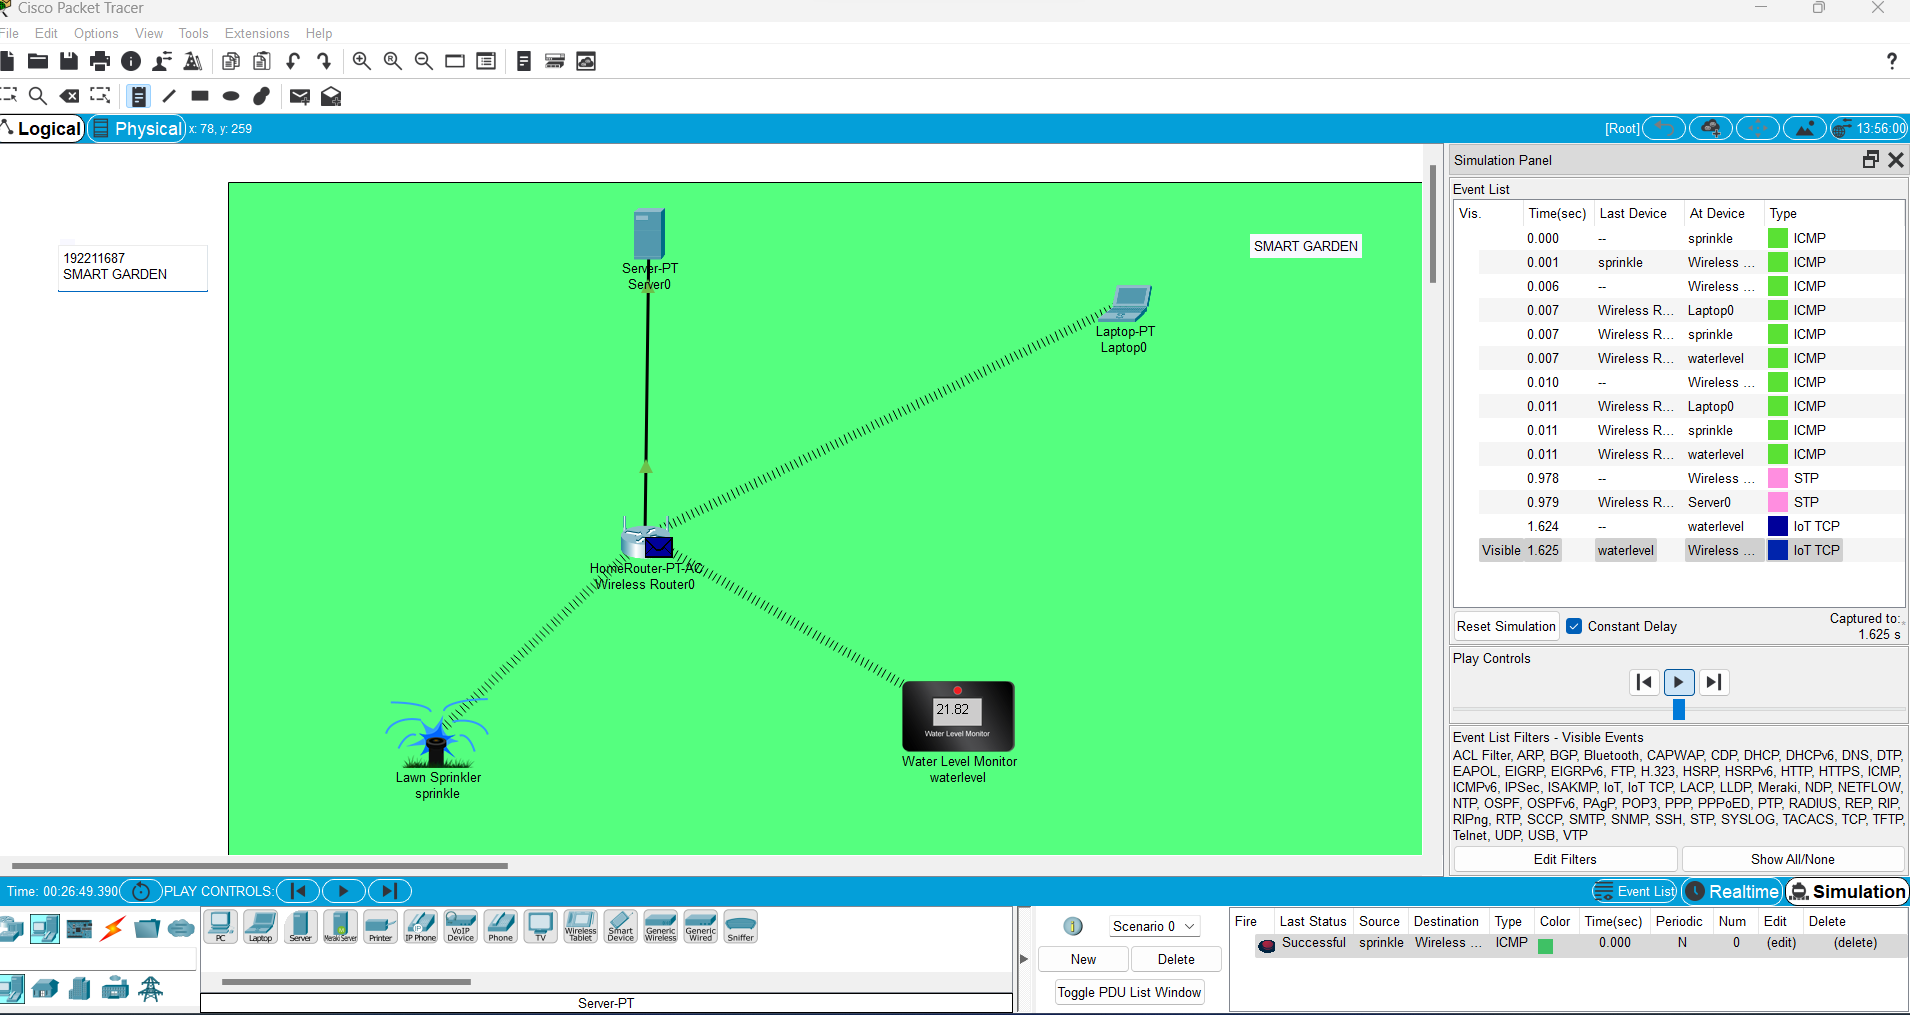 Cisco Packet Tracer
File Edit Options View Tools Extensions Help
Logical Physical x: 78, y: 259 [Root] 13:56:00
192211687
SMART GARDEN
SMART GARDEN
Server-PT
Server0
Laptop-PT
Laptop0
HomeRouter-PT-AC
Wireless Router0
Lawn Sprinkler
sprinkle
21.82
Water Level Monitor
Water Level Monitor
waterlevel
Simulation Panel
Event List
Vis. Time(sec) Last Device At Device Type
0.000 -- sprinkle ICMP
0.001 sprinkle Wireless ... ICMP
0.006 -- Wireless ... ICMP
0.007 Wireless R... Laptop0 ICMP
0.007 Wireless R... sprinkle ICMP
0.007 Wireless R... waterlevel ICMP
0.010 -- Wireless ... ICMP
0.011 Wireless R... Laptop0 ICMP
0.011 Wireless R... sprinkle ICMP
0.011 Wireless R... waterlevel ICMP
0.978 -- Wireless ... STP
0.979 Wireless R... Server0 STP
1.624 -- waterlevel IoT TCP
Visible 1.625 waterlevel Wireless ... IoT TCP
Reset Simulation Constant Delay Captured to:
1.625 s
Play Controls
Event List Filters - Visible Events
ACL Filter, ARP, BGP, Bluetooth, CAPWAP, CDP, DHCP, DHCPv6, DNS, DTP,
EAPOL, EIGRP, EIGRPv6, FTP, H.323, HSRP, HSRPv6, HTTP, HTTPS, ICMP,
ICMPv6, IPSec, ISAKMP, IoT, IoT TCP, LACP, LLDP, Meraki, NDP, NETFLOW,
NTP, OSPF, OSPFv6, PAgP, POP3, PPP, PPPoED, PTP, RADIUS, REP, RIP,
RIPng, RTP, SCCP, SMTP, SNMP, SSH, STP, SYSLOG, TACACS, TCP, TFTP,
Telnet, UDP, USB, VTP
Edit Filters Show All/None
Time: 00:26:49.390 PLAY CONTROLS: Event List Realtime Simulation
PC Laptop Server Meraki Server Printer IP Phone VoIP Device Phone TV Wireless Tablet Smart Device Generic Wireless Generic Wired Sniffer
Server-PT
Scenario 0
New Delete
Toggle PDU List Window
Fire Last Status Source Destination Type Color Time(sec) Periodic Num Edit Delete
Successful sprinkle Wireless ... ICMP 0.000 N 0 (edit) (delete)